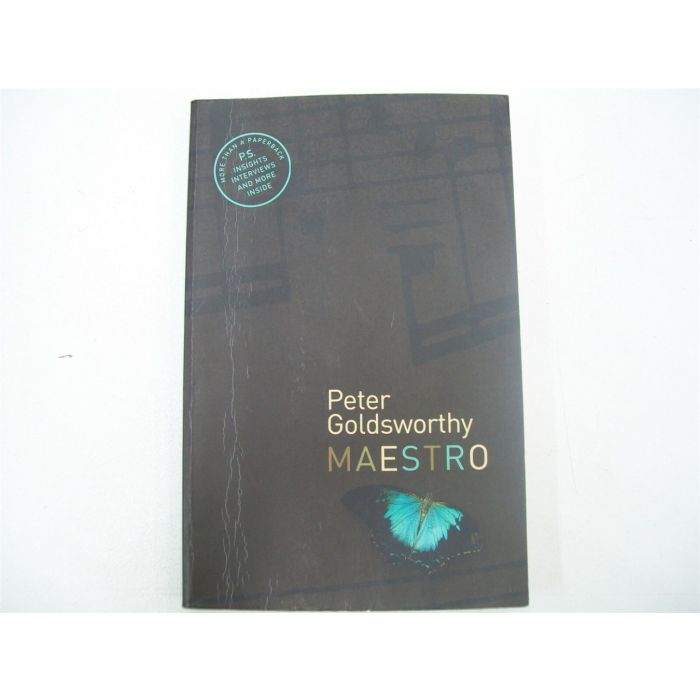 MORE THAN A PAPERBACK
P.S.
INSIGHTS
INTERVIEWS
AND MORE
INSIDE
Peter
Goldsworthy
MAESTRO